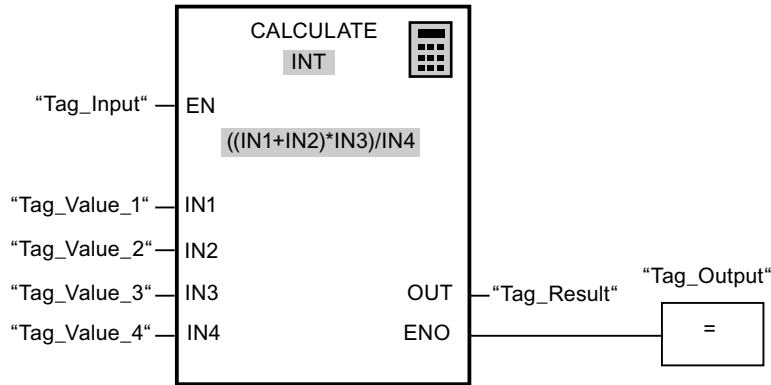 CALCULATE
INT
“Tag_Input“ EN
((IN1+IN2)*IN3)/IN4
“Tag_Value_1“ IN1
“Tag_Value_2“ IN2
“Tag_Value_3“ IN3 OUT “Tag_Result“
“Tag_Output“
“Tag_Value_4“ IN4 ENO =